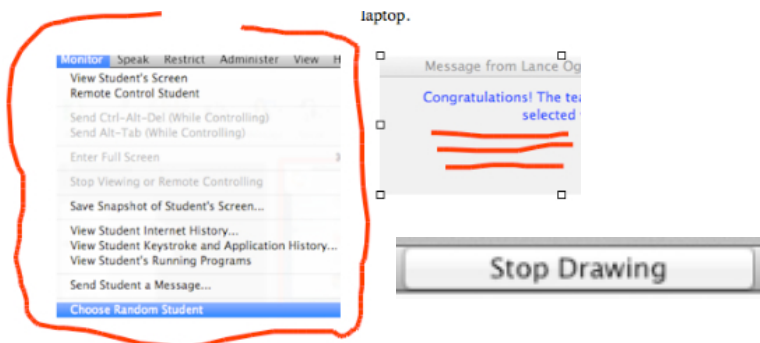 laptop.
Monitor Speak Restrict Administer View H
View Student's Screen
Remote Control Student
Send Ctrl-Alt-Del (While Controlling)
Send Alt-Tab (While Controlling)
Enter Full Screen
Stop Viewing or Remote Controlling
Save Snapshot of Student's Screen...
View Student Internet History...
View Student Keystroke and Application History...
View Student's Running Programs
Send Student a Message...
Choose Random Student
Message from Lance Og
Congratulations! The tea
selected
Stop Drawing